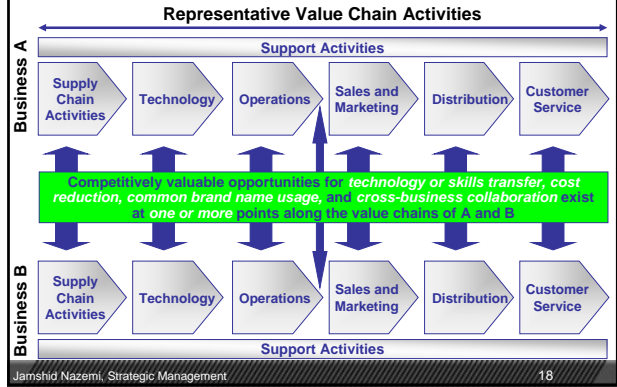 Representative Value Chain Activities
Business A
Support Activities
Supply
Chain
Activities
Technology
Operations
Sales and
Marketing
Distribution
Customer
Service
Competitively valuable opportunities for technology or skills transfer, cost
reduction, common brand name usage, and cross-business collaboration exist
at one or more points along the value chains of A and B
Business B
Supply
Chain
Activities
Technology
Operations
Sales and
Marketing
Distribution
Customer
Service
Support Activities
Jamshid Nazemi, Strategic Management 18